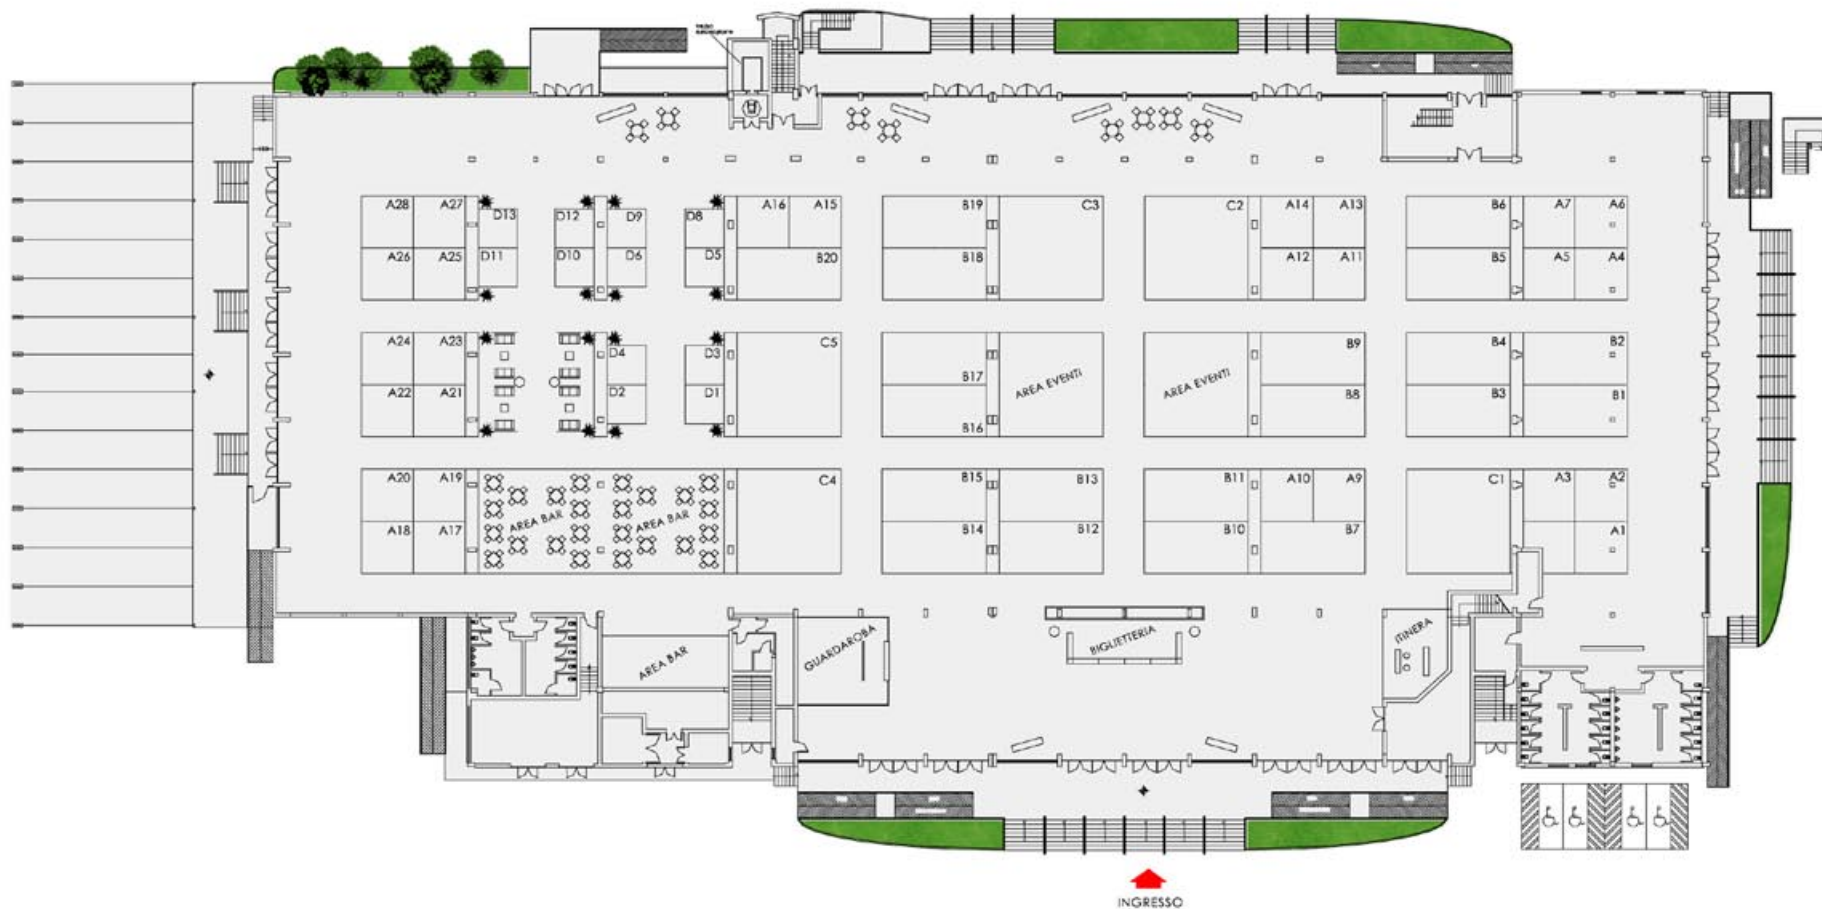 A28 A27 D13 D12 D9 D8 A16 A15 B19 C3 C2 A14 A13 B6 A7 A6
A26 A25 D11 D10 D6 D5 B20 B18 A12 A11 B5 A5 A4
A24 A23 D4 D3 C5 B17 AREA EVENTI AREA EVENTI B9 B4 B2
A22 A21 D2 D1 B16 B8 B3 B1
A20 A19 AREA BAR AREA BAR C4 B15 B13 B11 A10 A9 C1 A3 A2
A18 A17 B14 B12 B10 B7 A1
AREA BAR GUARDAROBA BIGLIETTERIA ITINERA
INGRESSO